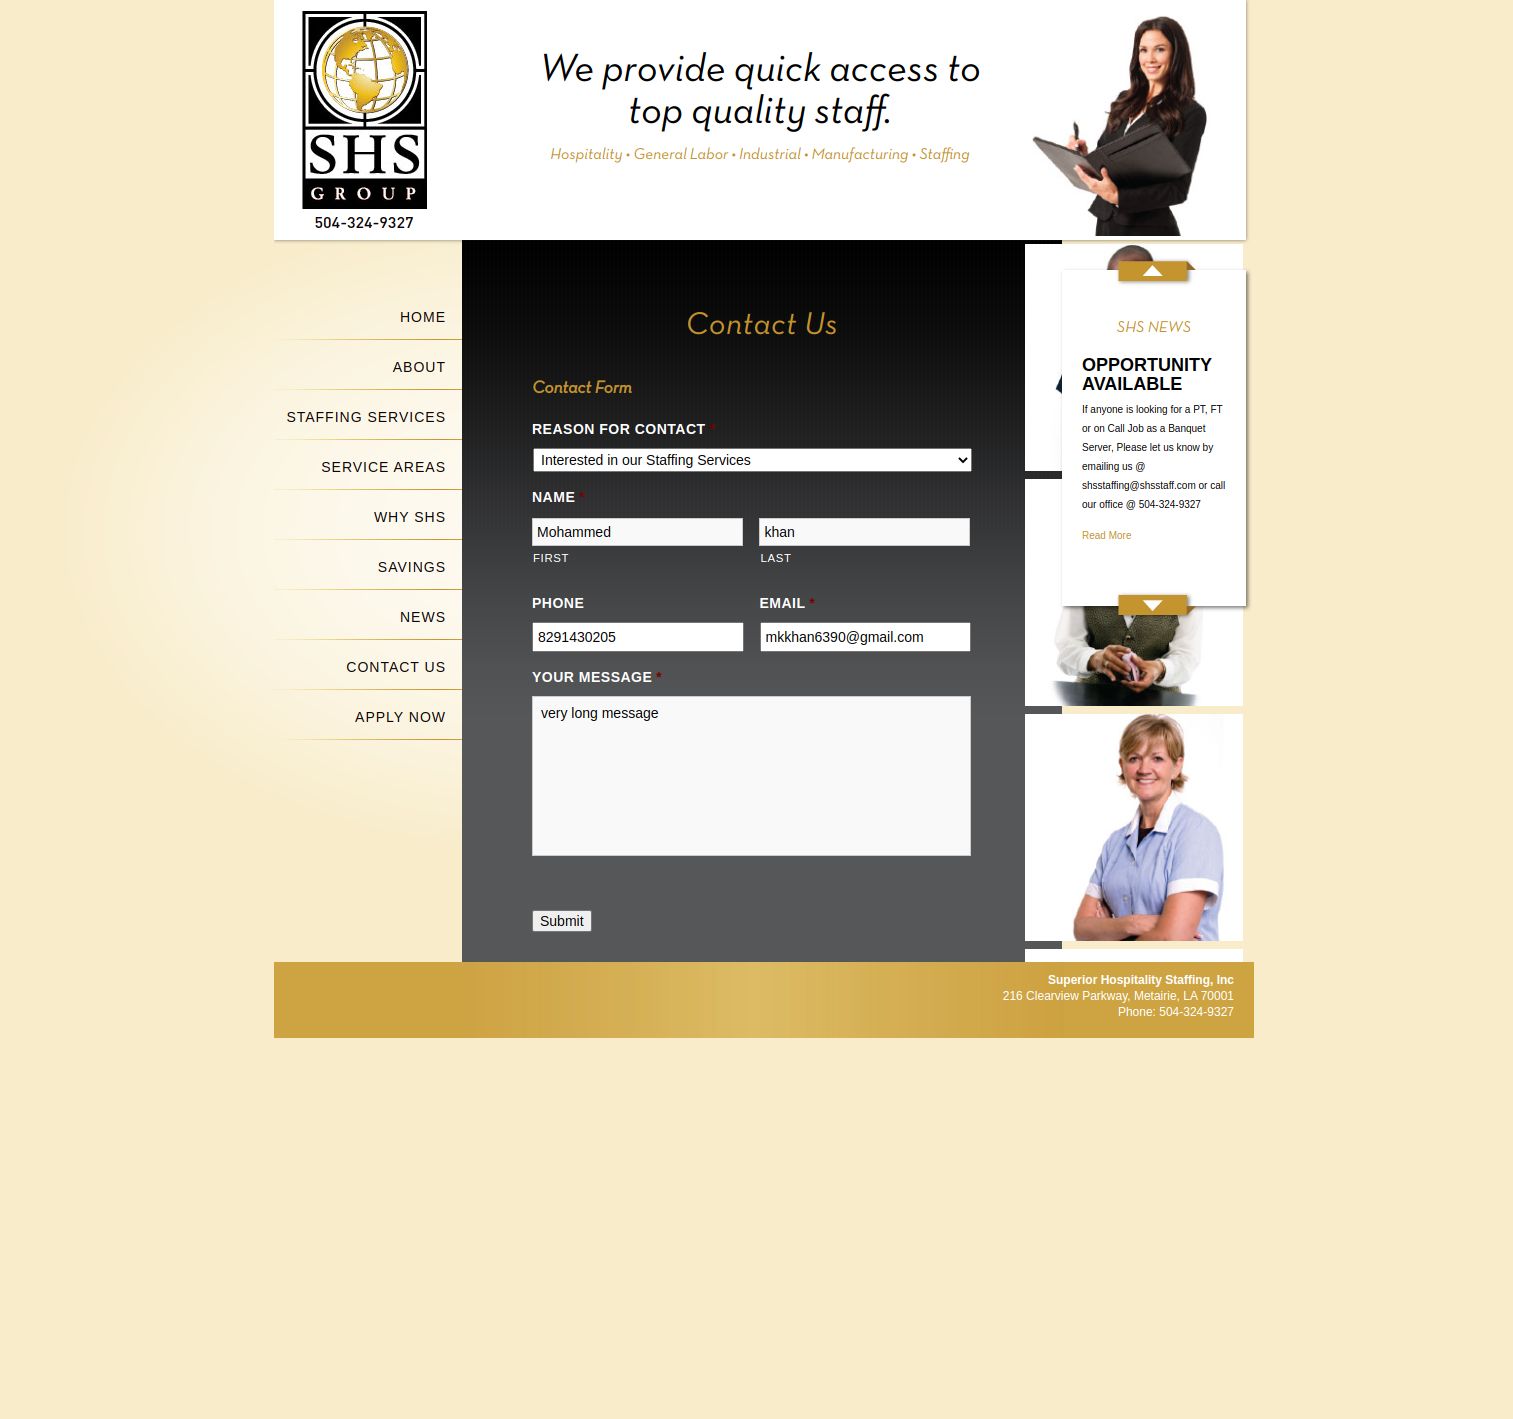 SHS
GROUP
504-324-9327
We provide quick access to
top quality staff.
Hospitality • General Labor • Industrial • Manufacturing • Staffing
HOME
ABOUT
STAFFING SERVICES
SERVICE AREAS
WHY SHS
SAVINGS
NEWS
CONTACT US
APPLY NOW
Contact Us
Contact Form
REASON FOR CONTACT *
Interested in our Staffing Services
NAME *
Mohammed khan
FIRST LAST
PHONE EMAIL *
8291430205 mkkhan6390@gmail.com
YOUR MESSAGE *
very long message
Submit
SHS NEWS
OPPORTUNITY
AVAILABLE
If anyone is looking for a PT, FT
or on Call Job as a Banquet
Server, Please let us know by
emailing us @
shsstaffing@shsstaff.com or call
our office @ 504-324-9327
Read More
Superior Hospitality Staffing, Inc
216 Clearview Parkway, Metairie, LA 70001
Phone: 504-324-9327